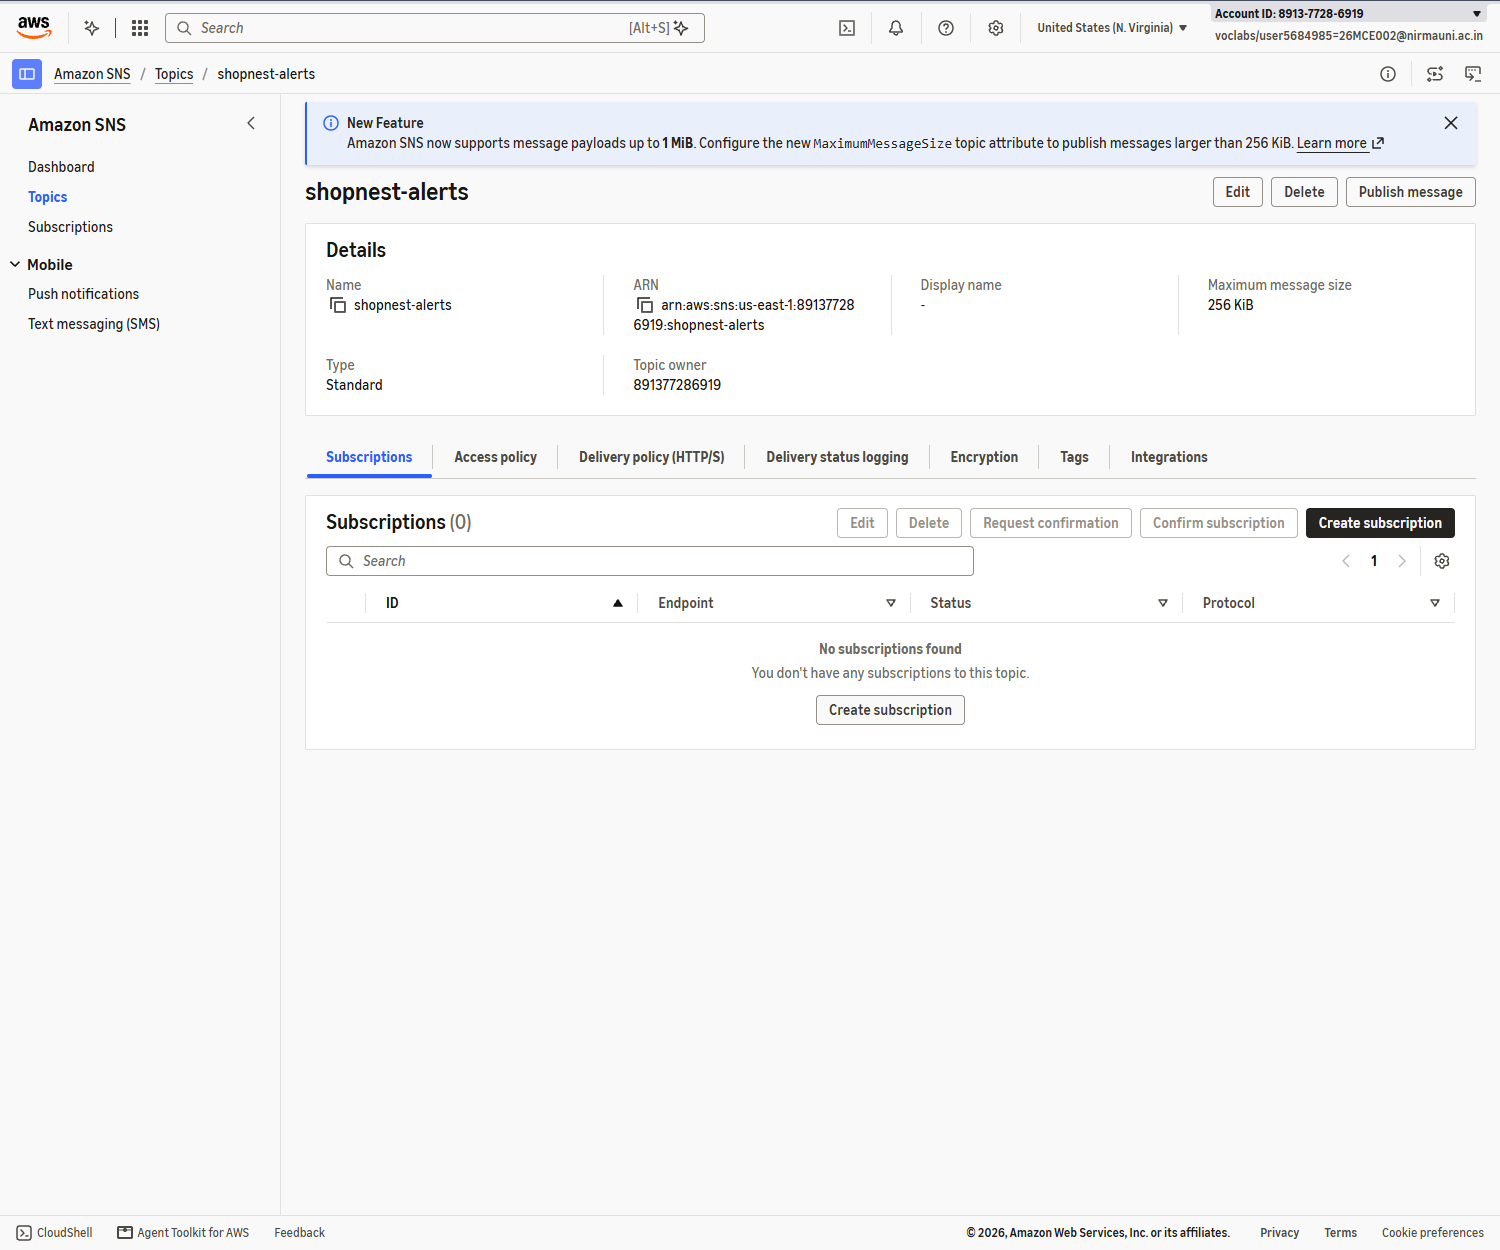 aws
Search [Alt+S]
United States (N. Virginia)
Account ID: 8913-7728-6919
voclabs/user5684985=26MCE002@nirmauni.ac.in
Amazon SNS / Topics / shopnest-alerts
Amazon SNS
Dashboard
Topics
Subscriptions
Mobile
Push notifications
Text messaging (SMS)
New Feature
Amazon SNS now supports message payloads up to 1 MiB. Configure the new MaximumMessageSize topic attribute to publish messages larger than 256 KiB. Learn more
shopnest-alerts
Edit Delete Publish message
Details
Name
shopnest-alerts
ARN
arn:aws:sns:us-east-1:89137728
6919:shopnest-alerts
Display name
-
Maximum message size
256 KiB
Type
Standard
Topic owner
891377286919
Subscriptions Access policy Delivery policy (HTTP/S) Delivery status logging Encryption Tags Integrations
Subscriptions (0)
Edit Delete Request confirmation Confirm subscription Create subscription
Search
1
ID Endpoint Status Protocol
No subscriptions found
You don't have any subscriptions to this topic.
Create subscription
CloudShell Agent Toolkit for AWS Feedback
© 2026, Amazon Web Services, Inc. or its affiliates. Privacy Terms Cookie preferences